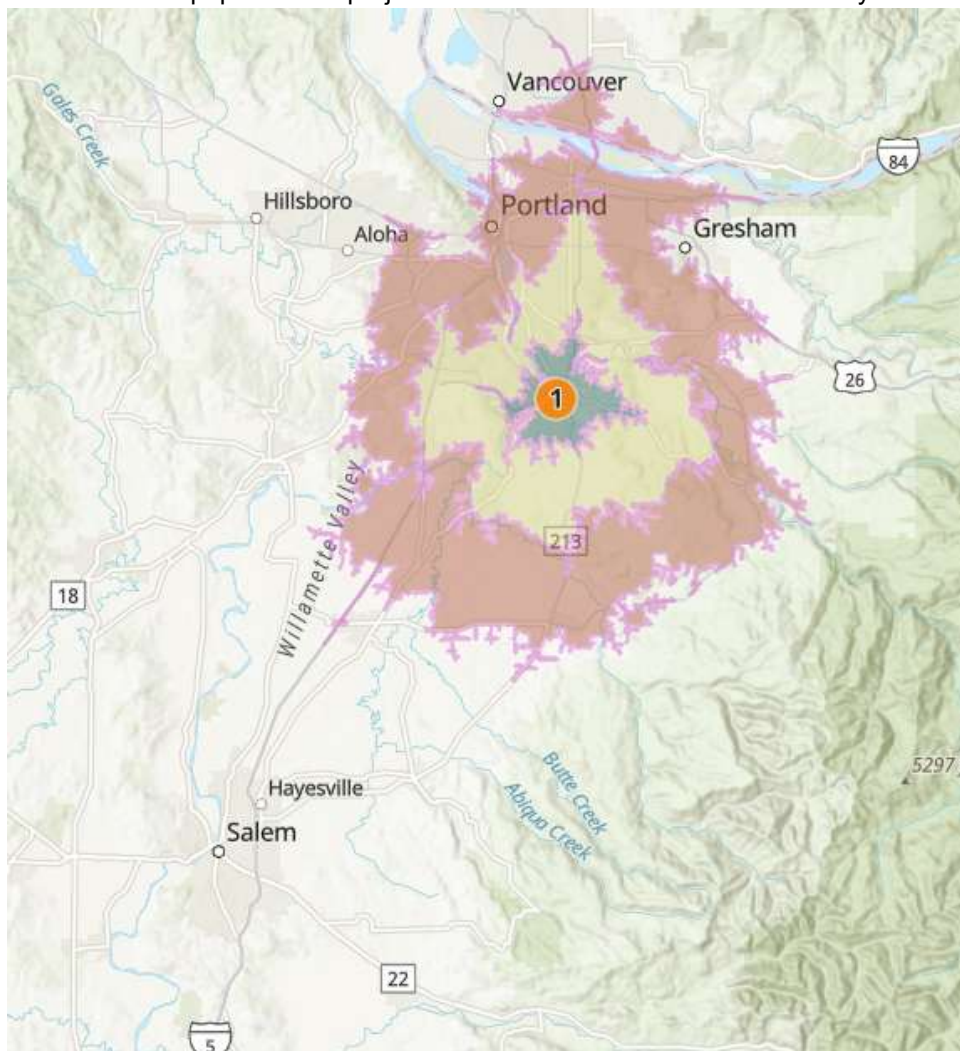 Vancouver
Gales Creek
84
Hillsboro
Portland
Aloha
Gresham
26
1
Willamette Valley
213
18
Butte Creek
Abiqua Creek
5297
Hayesville
Salem
22
5